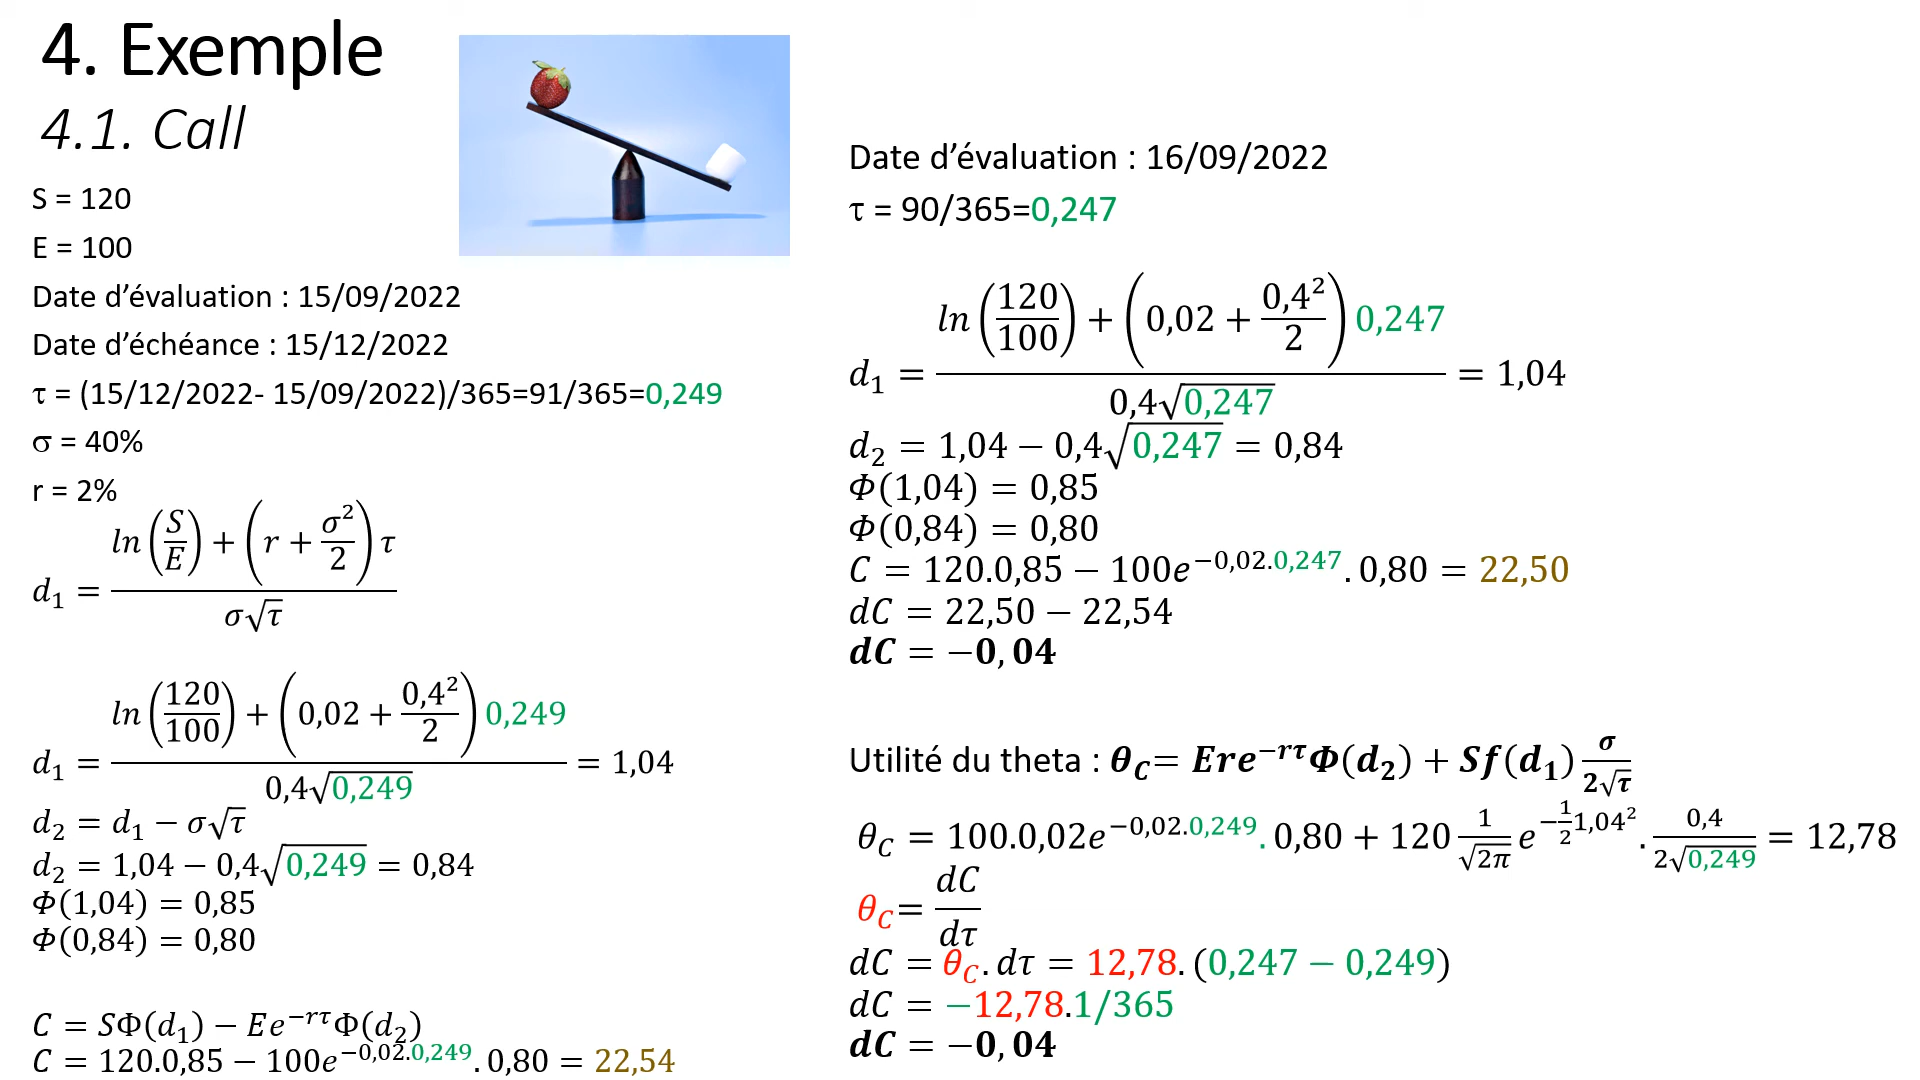 4. Exemple
4.1. Call
S = 120
E = 100
Date d’évaluation : 15/09/2022
Date d’échéance : 15/12/2022
τ = (15/12/2022- 15/09/2022)/365=91/365=0,249
σ = 40%
r = 2%
d₁ = (ln(S/E) + (r + σ²/2)τ) / (σ√τ)
d₁ = (ln(120/100) + (0,02 + 0,4²/2)0,249) / (0,4√0,249) = 1,04
d₂ = d₁ − σ√τ
d₂ = 1,04 − 0,4√0,249 = 0,84
Φ(1,04) = 0,85
Φ(0,84) = 0,80
C = SΦ(d₁) − Ee^(−rτ)Φ(d₂)
C = 120.0,85 − 100e^(−0,02.0,249).0,80 = 22,54
Date d’évaluation : 16/09/2022
τ = 90/365=0,247
d₁ = (ln(120/100) + (0,02 + 0,4²/2)0,247) / (0,4√0,247) = 1,04
d₂ = 1,04 − 0,4√0,247 = 0,84
Φ(1,04) = 0,85
Φ(0,84) = 0,80
C = 120.0,85 − 100e^(−0,02.0,247).0,80 = 22,50
dC = 22,50 − 22,54
dC = −0,04
Utilité du theta : θ_C= Ere^(−rτ)Φ(d₂) + Sf(d₁) σ/(2√τ)
θ_C = 100.0,02e^(−0,02.0,249).0,80 + 120 1/√(2π) e^(−½1,04²).0,4/(2√0,249) = 12,78
θ_C= dC/dτ
dC = θ_C.dτ = 12,78.(0,247 − 0,249)
dC = −12,78.1/365
dC = −0,04